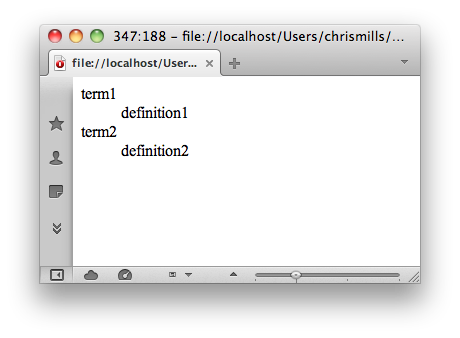 347:188 – file://localhost/Users/chrismills/...
file://localhost/User...
term1
definition1
term2
definition2